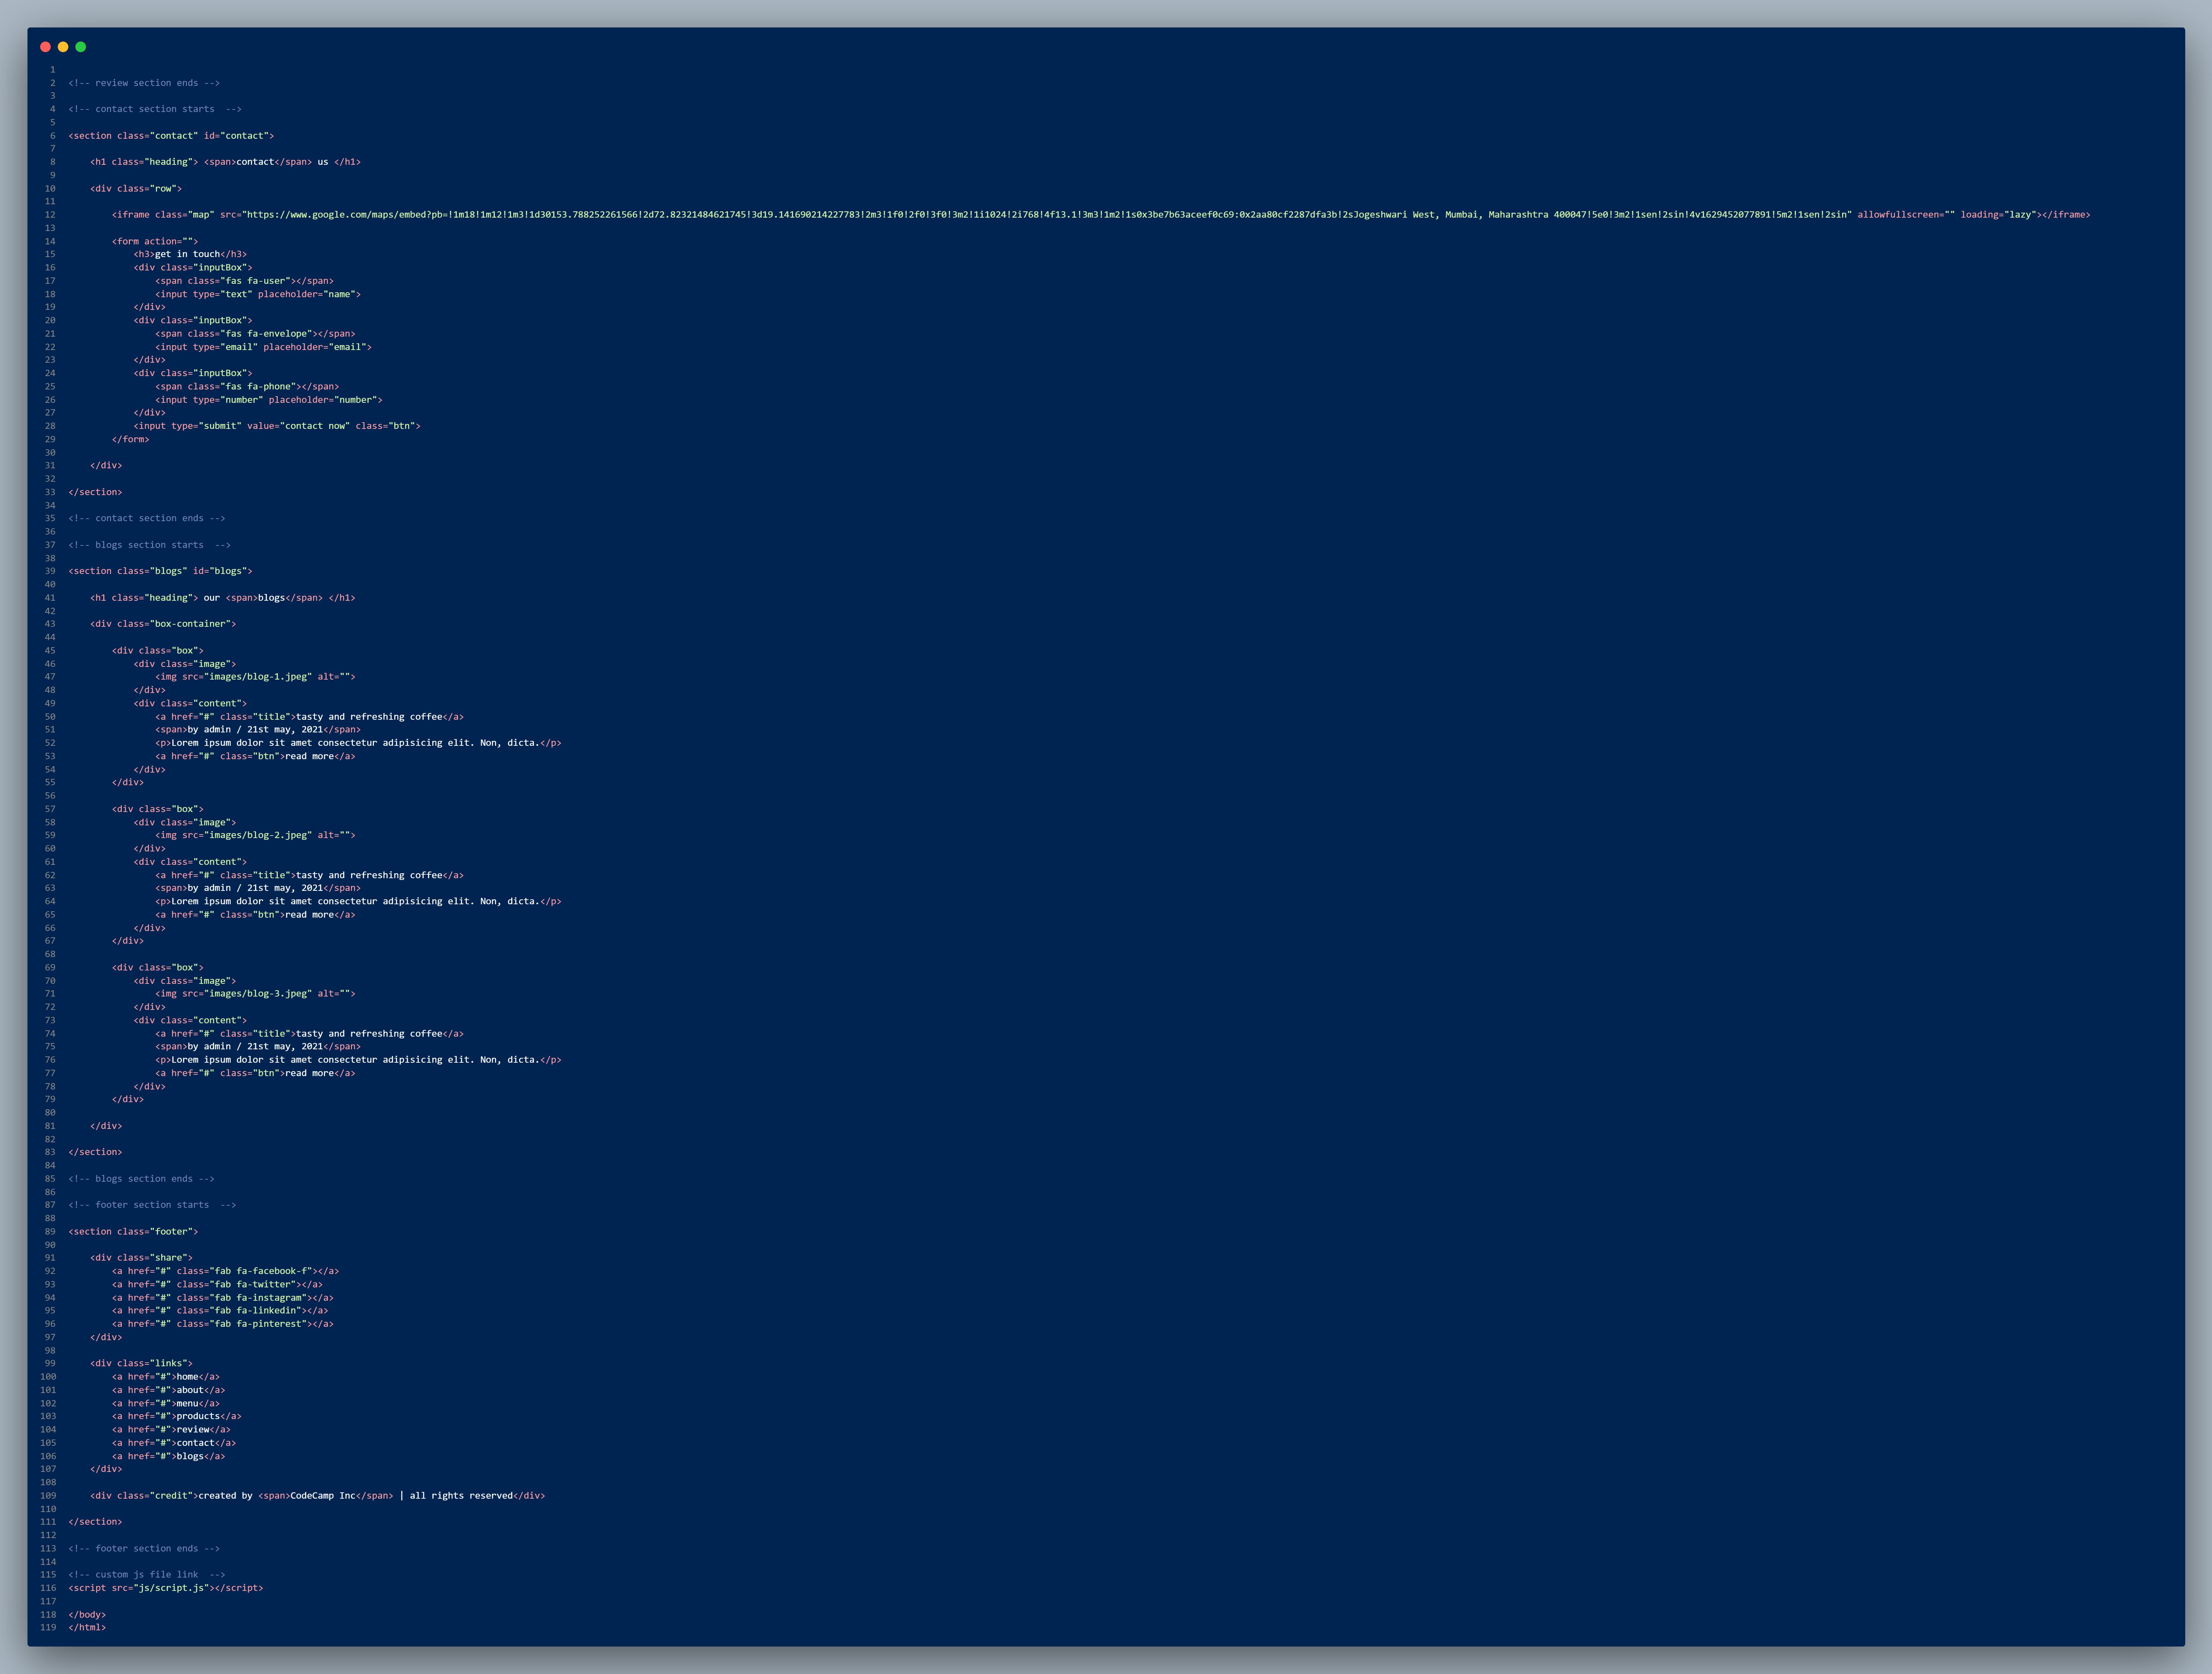 1
2 <!-- review section ends -->
3
4 <!-- contact section starts  -->
5
6 <section class="contact" id="contact">
7
8     <h1 class="heading"> <span>contact</span> us </h1>
9
10     <div class="row">
11
12         <iframe class="map" src="https://www.google.com/maps/embed?pb=!1m18!1m12!1m3!1d30153.788252261566!2d72.82321484621745!3d19.141690214227783!2m3!1f0!2f0!3f0!3m2!1i1024!2i768!4f13.1!3m3!1m2!1s0x3be7b63aceef0c69:0x2aa80cf2287dfa3b!2sJogeshwari West, Mumbai, Maharashtra 400047!5e0!3m2!1sen!2sin!4v1629452077891!5m2!1sen!2sin" allowfullscreen="" loading="lazy"></iframe>
13
14         <form action="">
15             <h3>get in touch</h3>
16             <div class="inputBox">
17                 <span class="fas fa-user"></span>
18                 <input type="text" placeholder="name">
19             </div>
20             <div class="inputBox">
21                 <span class="fas fa-envelope"></span>
22                 <input type="email" placeholder="email">
23             </div>
24             <div class="inputBox">
25                 <span class="fas fa-phone"></span>
26                 <input type="number" placeholder="number">
27             </div>
28             <input type="submit" value="contact now" class="btn">
29         </form>
30
31     </div>
32
33 </section>
34
35 <!-- contact section ends -->
36
37 <!-- blogs section starts  -->
38
39 <section class="blogs" id="blogs">
40
41     <h1 class="heading"> our <span>blogs</span> </h1>
42
43     <div class="box-container">
44
45         <div class="box">
46             <div class="image">
47                 <img src="images/blog-1.jpeg" alt="">
48             </div>
49             <div class="content">
50                 <a href="#" class="title">tasty and refreshing coffee</a>
51                 <span>by admin / 21st may, 2021</span>
52                 <p>Lorem ipsum dolor sit amet consectetur adipisicing elit. Non, dicta.</p>
53                 <a href="#" class="btn">read more</a>
54             </div>
55         </div>
56
57         <div class="box">
58             <div class="image">
59                 <img src="images/blog-2.jpeg" alt="">
60             </div>
61             <div class="content">
62                 <a href="#" class="title">tasty and refreshing coffee</a>
63                 <span>by admin / 21st may, 2021</span>
64                 <p>Lorem ipsum dolor sit amet consectetur adipisicing elit. Non, dicta.</p>
65                 <a href="#" class="btn">read more</a>
66             </div>
67         </div>
68
69         <div class="box">
70             <div class="image">
71                 <img src="images/blog-3.jpeg" alt="">
72             </div>
73             <div class="content">
74                 <a href="#" class="title">tasty and refreshing coffee</a>
75                 <span>by admin / 21st may, 2021</span>
76                 <p>Lorem ipsum dolor sit amet consectetur adipisicing elit. Non, dicta.</p>
77                 <a href="#" class="btn">read more</a>
78             </div>
79         </div>
80
81     </div>
82
83 </section>
84
85 <!-- blogs section ends -->
86
87 <!-- footer section starts  -->
88
89 <section class="footer">
90
91     <div class="share">
92         <a href="#" class="fab fa-facebook-f"></a>
93         <a href="#" class="fab fa-twitter"></a>
94         <a href="#" class="fab fa-instagram"></a>
95         <a href="#" class="fab fa-linkedin"></a>
96         <a href="#" class="fab fa-pinterest"></a>
97     </div>
98
99     <div class="links">
100         <a href="#">home</a>
101         <a href="#">about</a>
102         <a href="#">menu</a>
103         <a href="#">products</a>
104         <a href="#">review</a>
105         <a href="#">contact</a>
106         <a href="#">blogs</a>
107     </div>
108
109     <div class="credit">created by <span>CodeCamp Inc</span> | all rights reserved</div>
110
111 </section>
112
113 <!-- footer section ends -->
114
115 <!-- custom js file link  -->
116 <script src="js/script.js"></script>
117
118 </body>
119 </html>